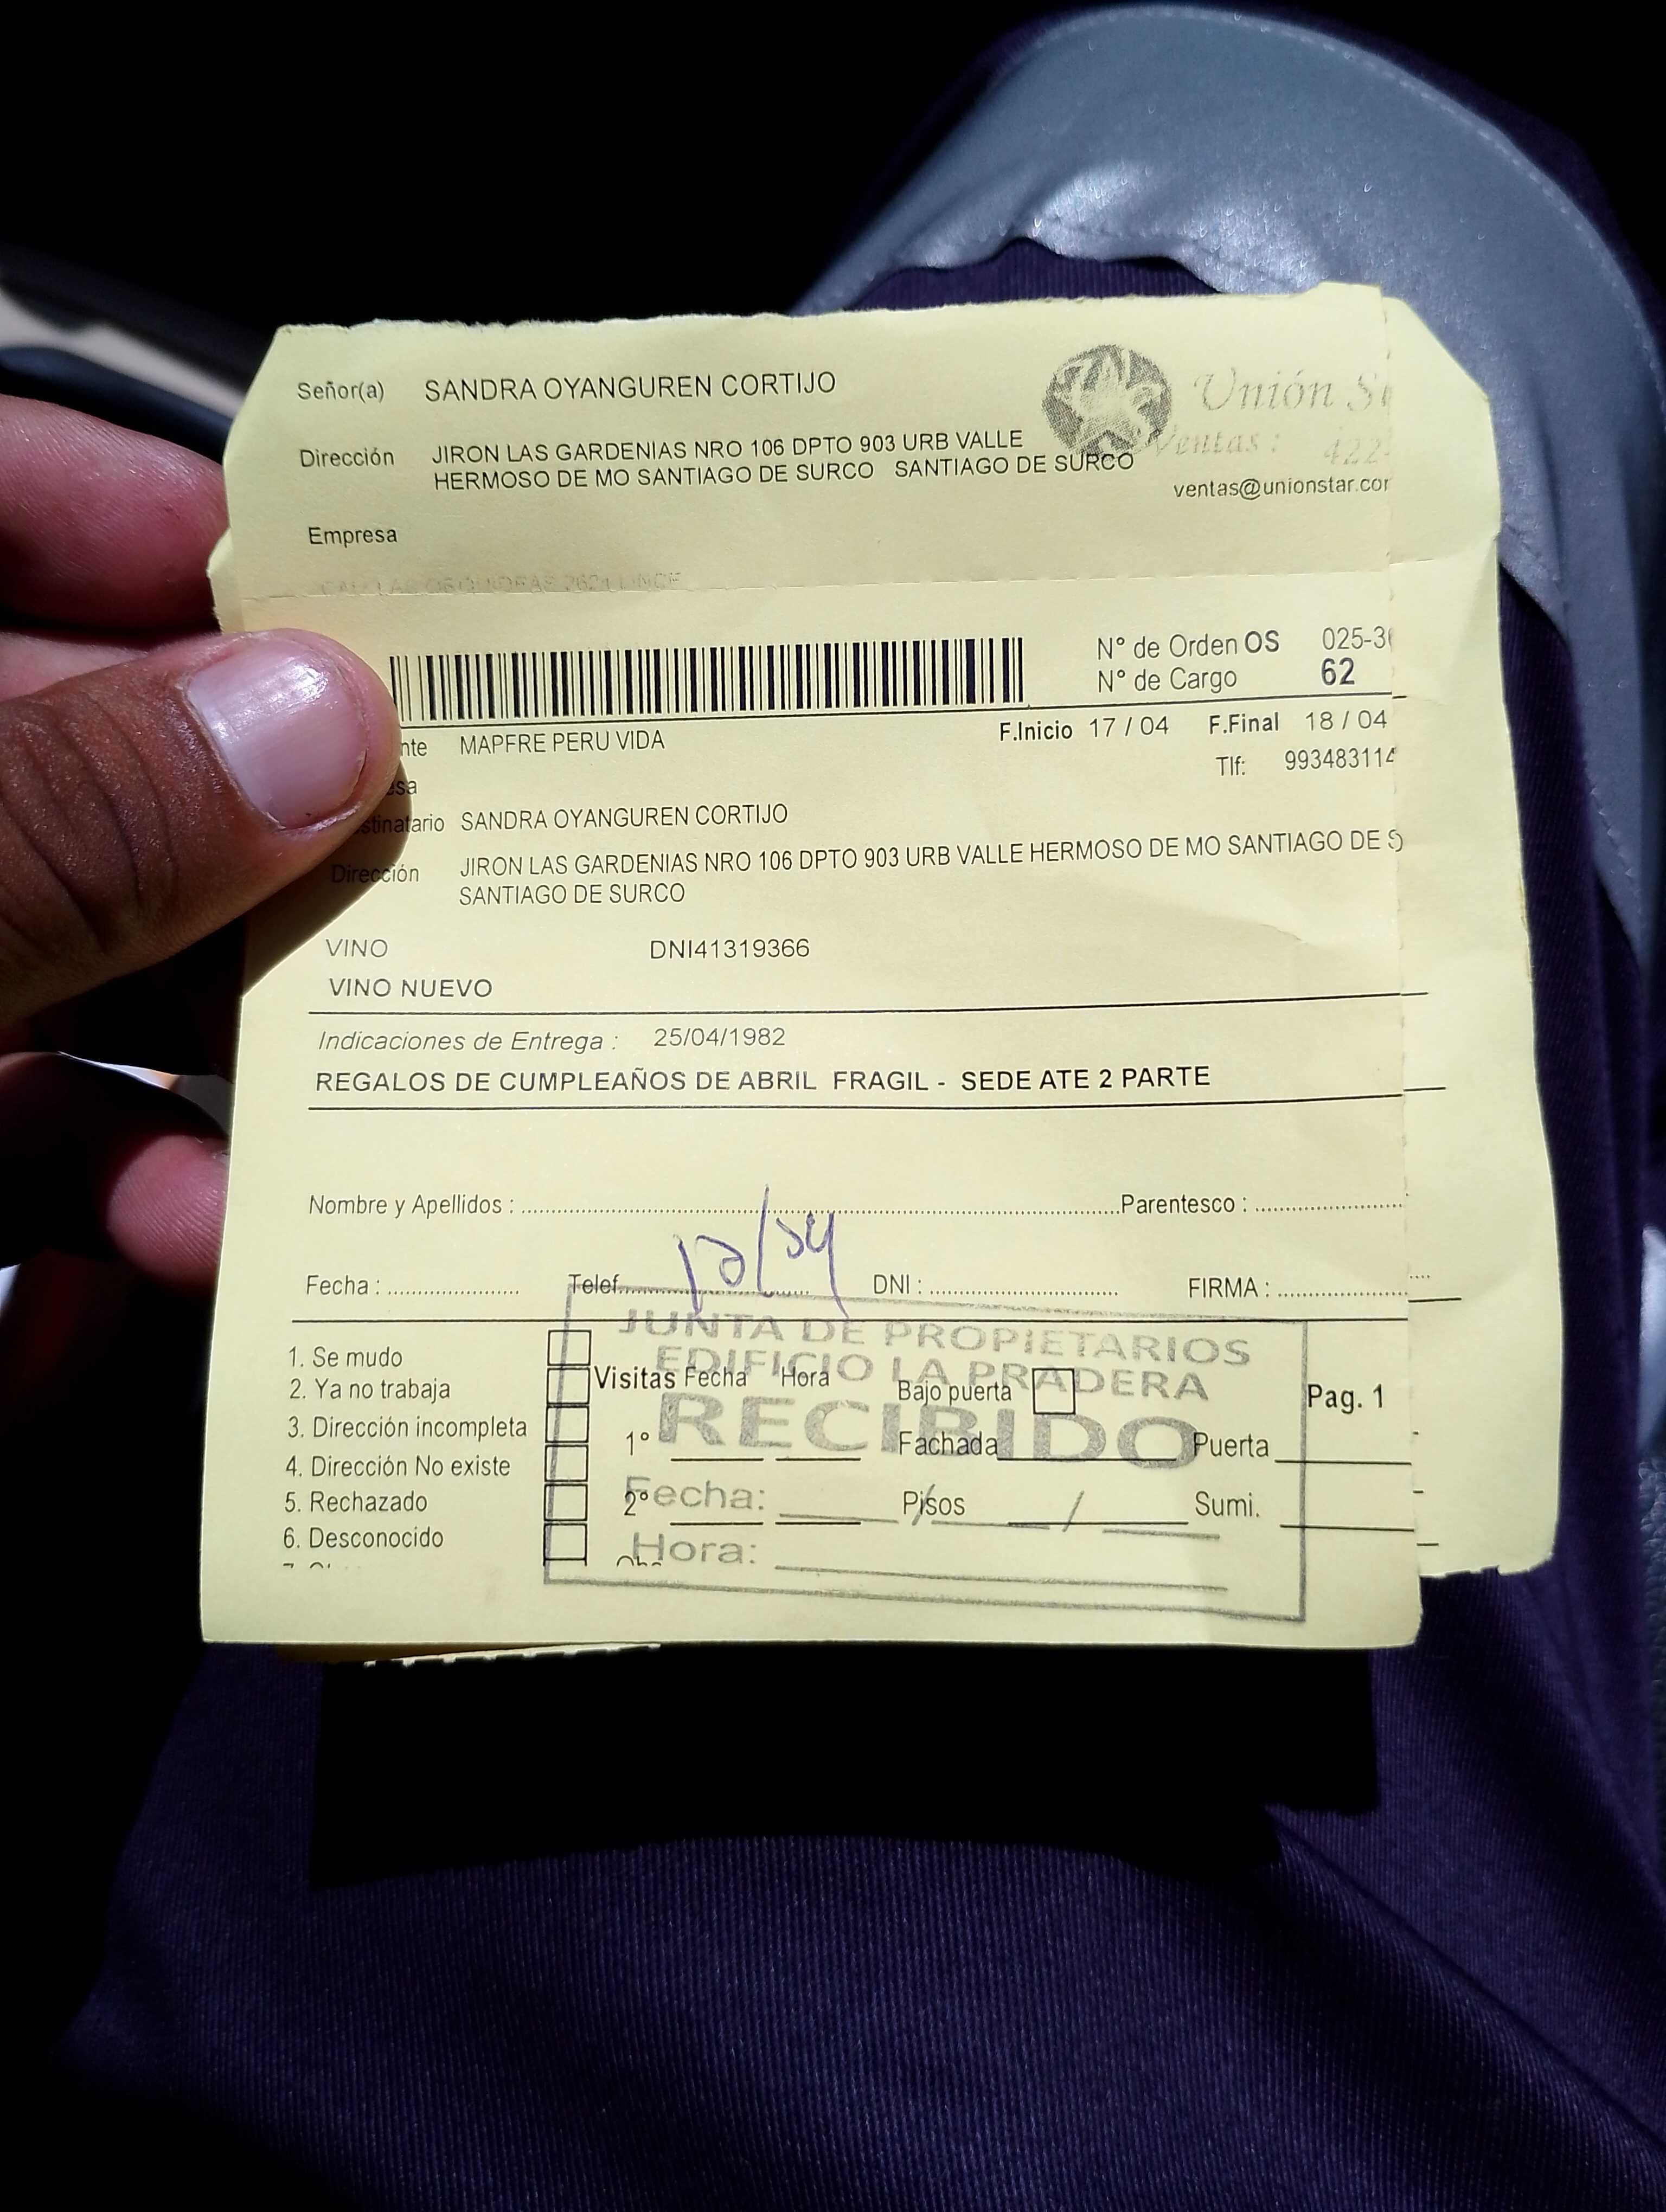 Señor(a) SANDRA OYANGUREN CORTIJO
Unión
Dirección JIRON LAS GARDENIAS NRO 106 DPTO 903 URB VALLE
HERMOSO DE MO SANTIAGO DE SURCO SANTIAGO DE SURCO
Ventas: 422-
ventas@unionstar.cor
Empresa
N° de Orden OS 025-3
N° de Cargo 62
F.Inicio 17 / 04 F.Final 18 / 04
nte MAPFRE PERU VIDA
Tlf: 993483114
esa
stinatario SANDRA OYANGUREN CORTIJO
Dirección JIRON LAS GARDENIAS NRO 106 DPTO 903 URB VALLE HERMOSO DE MO SANTIAGO DE S
SANTIAGO DE SURCO
VINO DNI41319366
VINO NUEVO
Indicaciones de Entrega : 25/04/1982
REGALOS DE CUMPLEAÑOS DE ABRIL FRAGIL - SEDE ATE 2 PARTE
Nombre y Apellidos : Parentesco :
Fecha : Telef. DNI : FIRMA :
JUNTA DE PROPIETARIOS
EDIFICIO LA PRADERA
RECIBIDO
Fecha: / /
Hora:
1. Se mudo
2. Ya no trabaja
3. Dirección incompleta
4. Dirección No existe
5. Rechazado
6. Desconocido
Visitas Fecha Hora Bajo puerta Pag. 1
1° Fachada Puerta
2° Pisos Sumi.